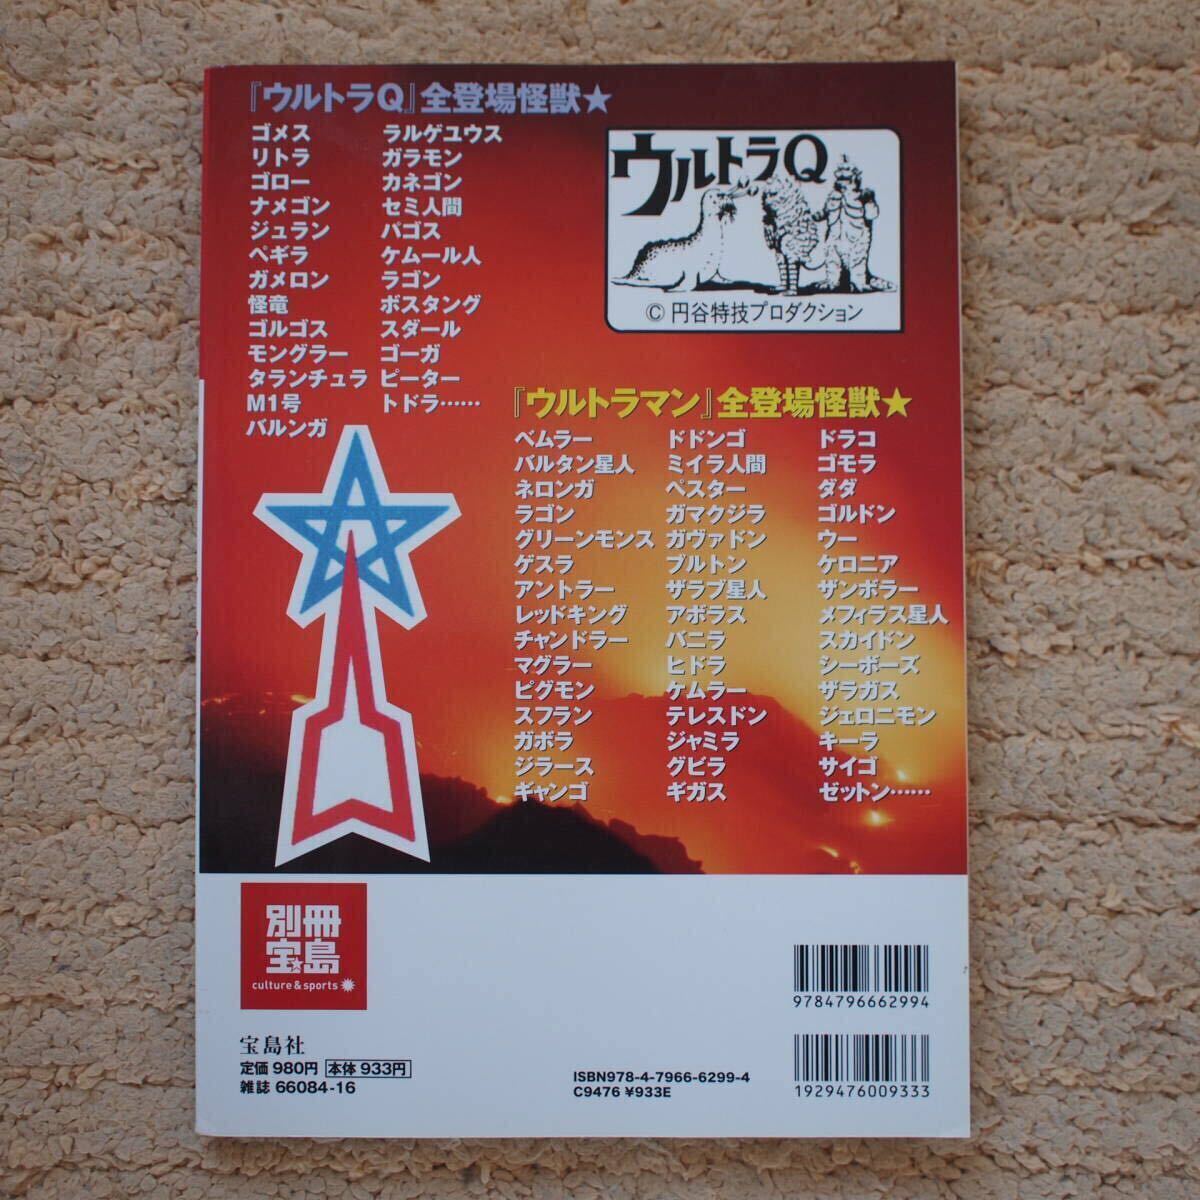 『ウルトラQ』全登場怪獣★
ゴメス
リトラ
ゴロー
ナメゴン
ジュラン
ペギラ
ガメロン
怪竜
ゴルゴス
モングラー
タランチュラ
M1号
バルンガ
ラルゲユウス
ガラモン
カネゴン
セミ人間
パゴス
ケムール人
ラゴン
ボスタング
スダール
ゴーガ
ピーター
トドラ……
ウルトラQ
© 円谷特技プロダクション
『ウルトラマン』全登場怪獣★
ベムラー
バルタン星人
ネロンガ
ラゴン
グリーンモンス
ゲスラ
アントラー
レッドキング
チャンドラー
マグラー
ピグモン
スフラン
ガボラ
ジラース
ギャンゴ
ドドンゴ
ミイラ人間
ペスター
ガマクジラ
ガヴァドン
ブルトン
ザラブ星人
アボラス
バニラ
ヒドラ
ケムラー
テレスドン
ジャミラ
グビラ
ギガス
ドラコ
ゴモラ
ダダ
ゴルドン
ウー
ケロニア
ザンボラー
メフィラス星人
スカイドン
シーボーズ
ザラガス
ジェロニモン
キーラ
サイゴ
ゼットン……
別冊
宝島
culture & sports
宝島社
定価 980円 本体 933円
雑誌 66084-16
ISBN978-4-7966-6299-4
C9476 ¥933E
9784796662994
1929476009333